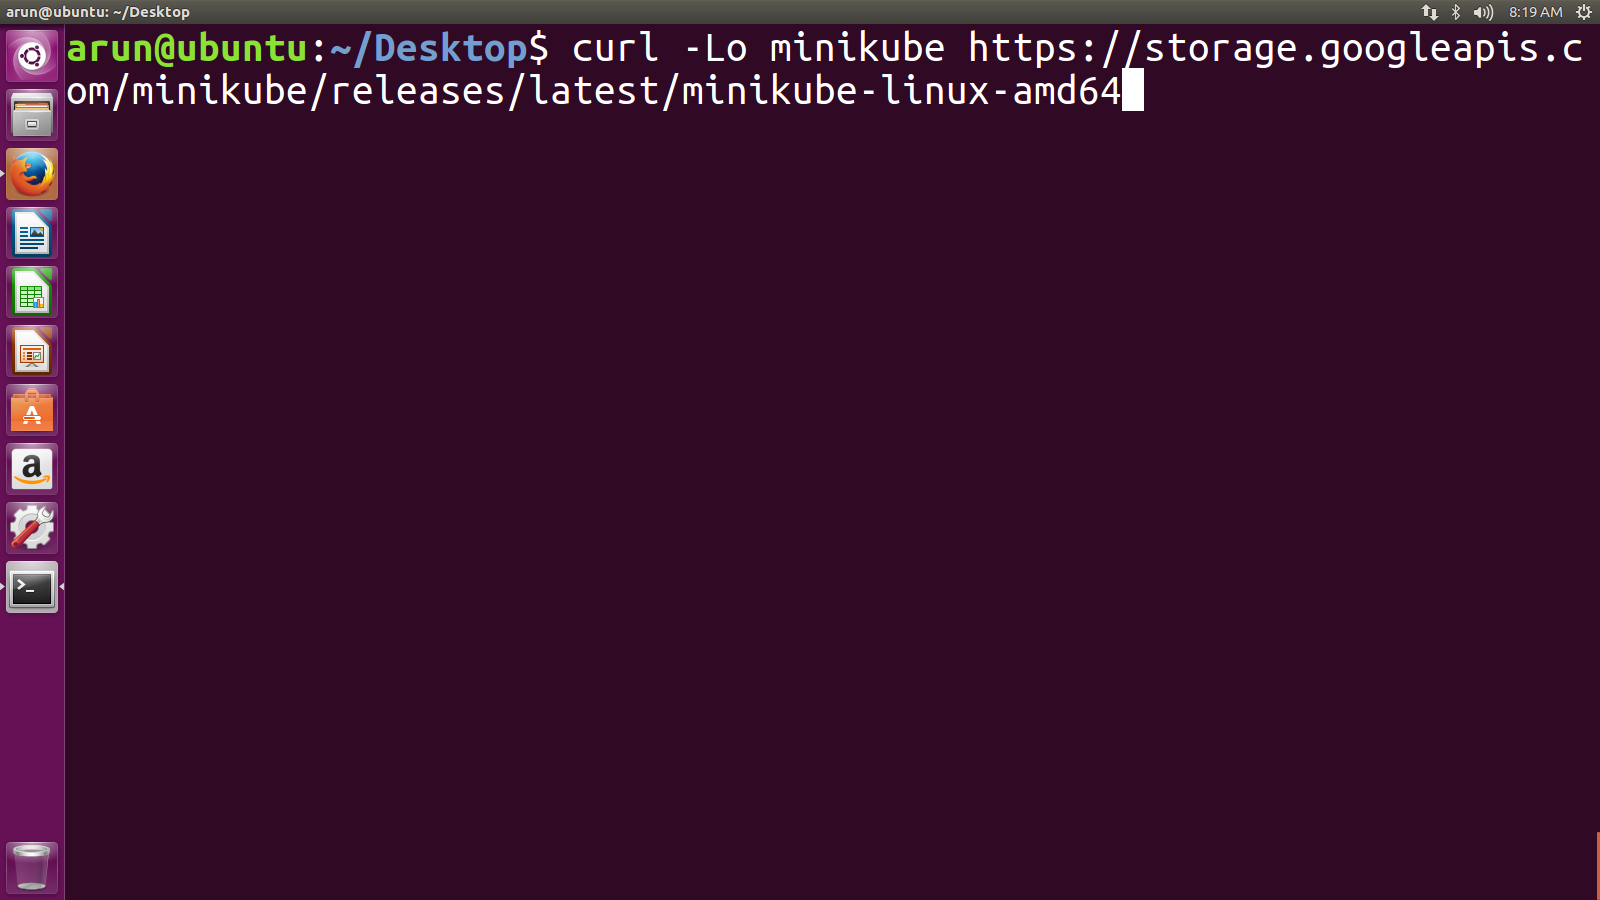 arun@ubuntu: ~/Desktop
8:19 AM
arun@ubuntu:~/Desktop$ curl -Lo minikube https://storage.googleapis.c
om/minikube/releases/latest/minikube-linux-amd64